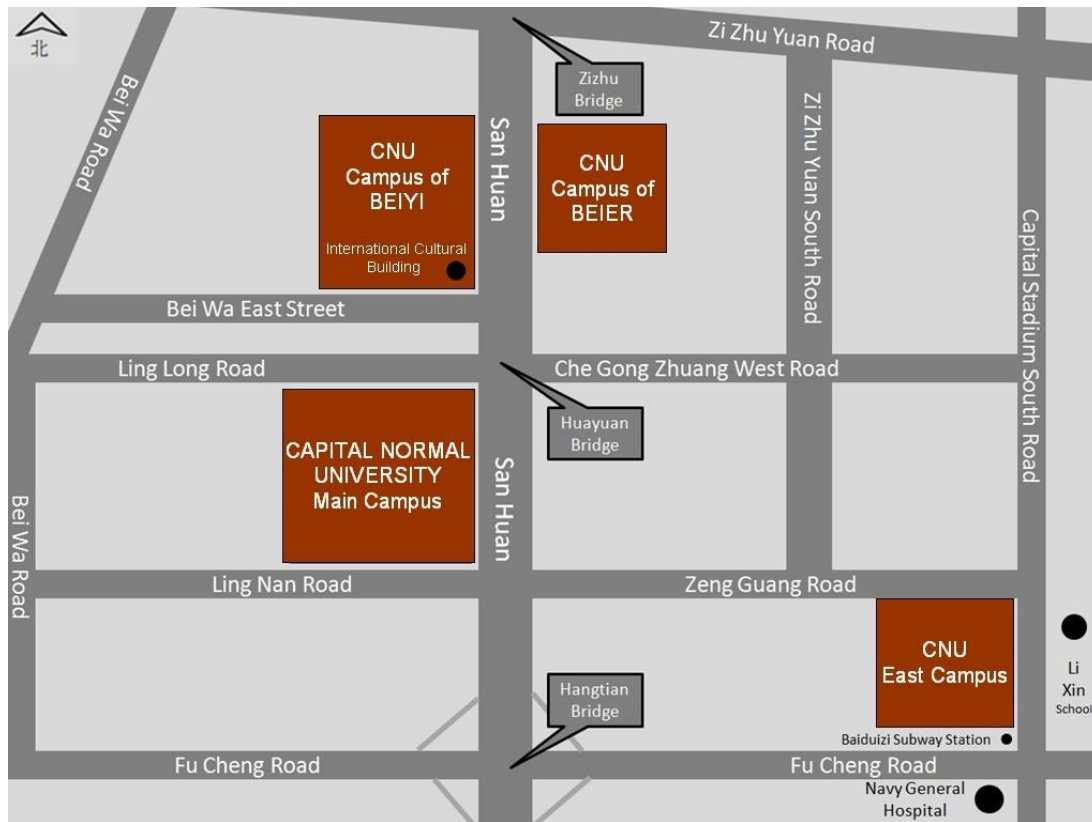 北
Zi Zhu Yuan Road
Bei Wa Road
Zizhu
Bridge
San Huan
CNU
Campus of
BEIYI
International Cultural
Building
CNU
Campus of
BEIER
Zi Zhu Yuan South Road
Capital Stadium South Road
Bei Wa East Street
Ling Long Road
Che Gong Zhuang West Road
Huayuan
Bridge
CAPITAL NORMAL
UNIVERSITY
Main Campus
San Huan
Bei Wa Road
Ling Nan Road
Zeng Guang Road
CNU
East Campus
Li
Xin
School
Hangtian
Bridge
Baiduizi Subway Station
Fu Cheng Road
Fu Cheng Road
Navy General
Hospital